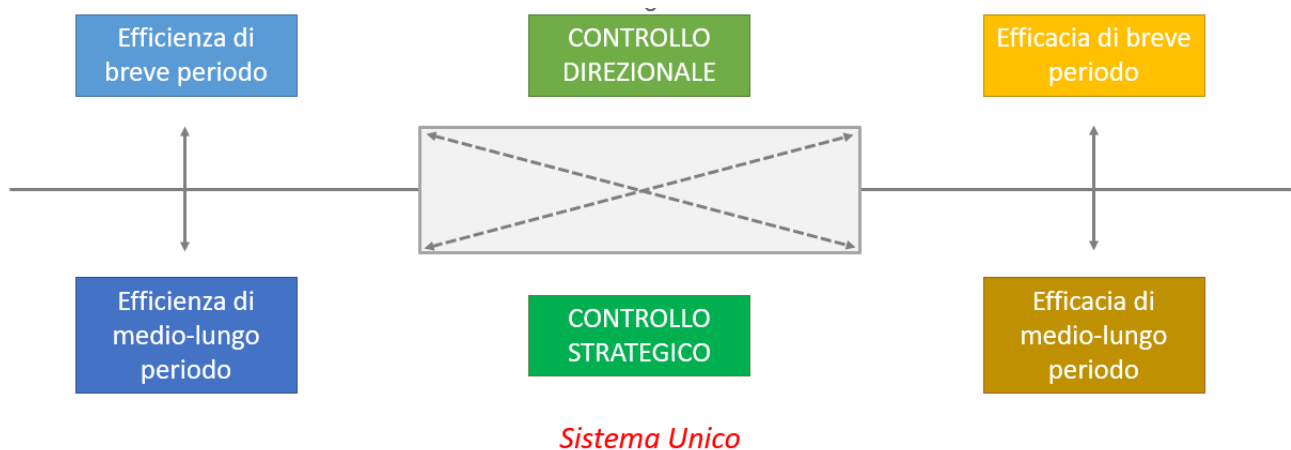 Efficienza di
breve periodo
CONTROLLO
DIREZIONALE
Efficacia di breve
periodo
Efficienza di
medio-lungo
periodo
CONTROLLO
STRATEGICO
Efficacia di
medio-lungo
periodo
Sistema Unico